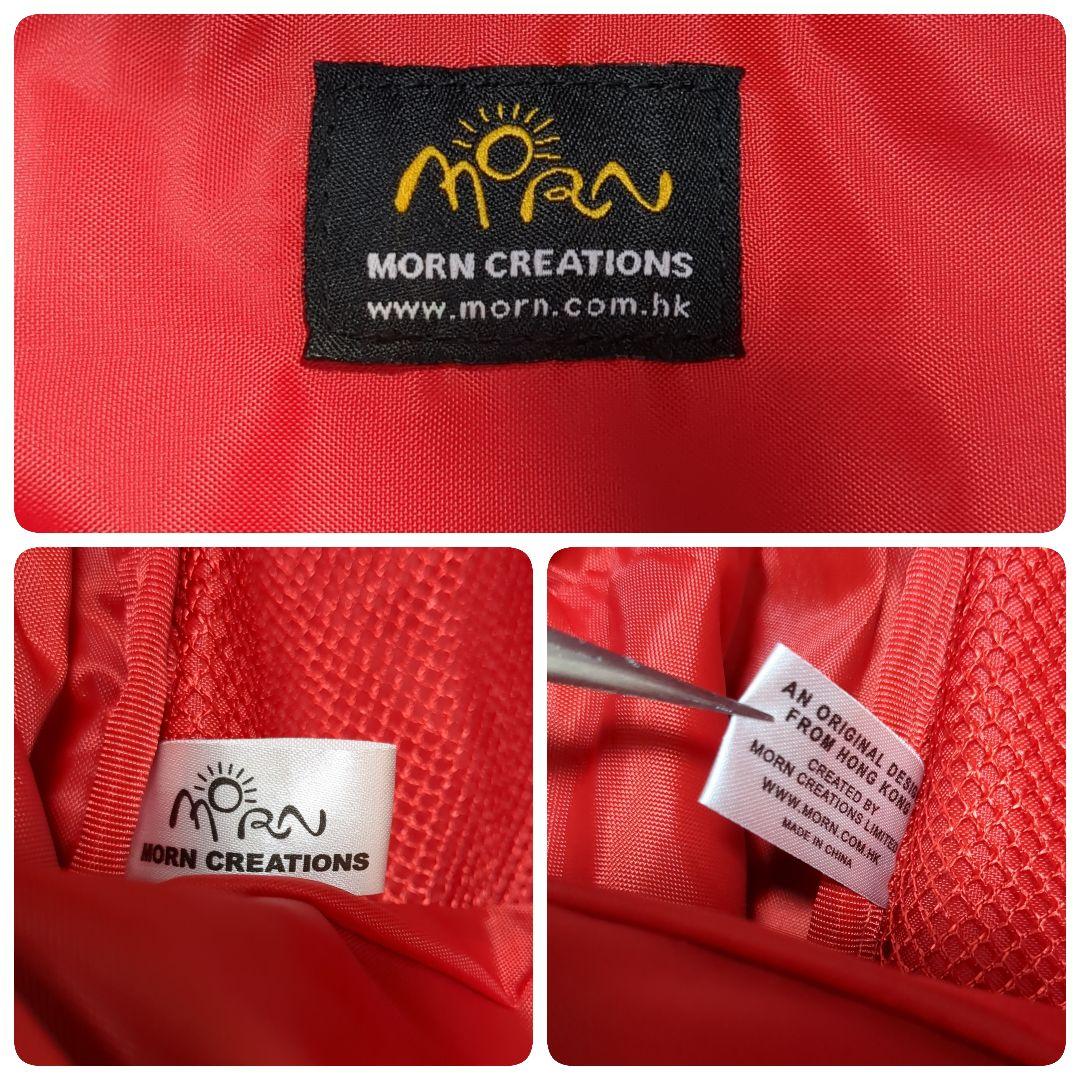 MORN
MORN CREATIONS
www.morn.com.hk
MORN
MORN CREATIONS
AN ORIGINAL
FROM HONG KONG
CREATED BY
MORN CREATIONS LIMITED
WWW.MORN.COM.HK
MADE IN CHINA